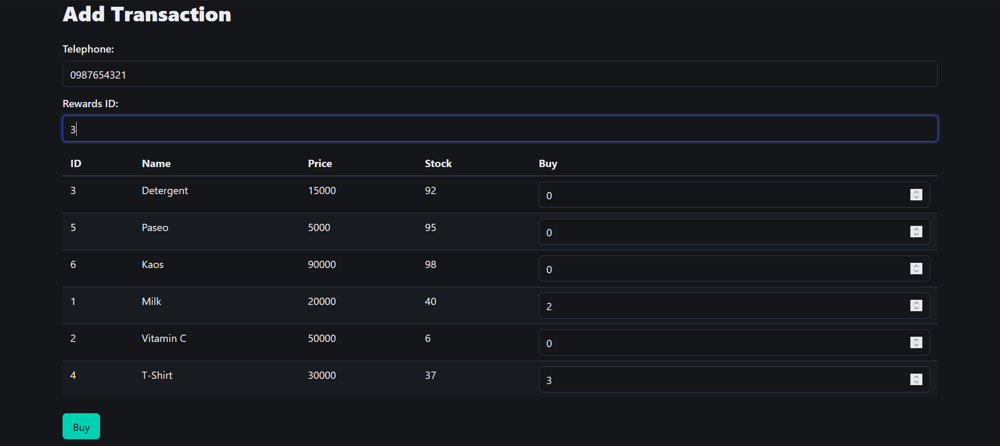 Add Transaction
Telephone:
0987654321
Rewards ID:
3
ID Name Price Stock Buy
3 Detergent 15000 92 0
5 Paseo 5000 95 0
6 Kaos 90000 98 0
1 Milk 20000 40 2
2 Vitamin C 50000 6 0
4 T-Shirt 30000 37 3
Buy